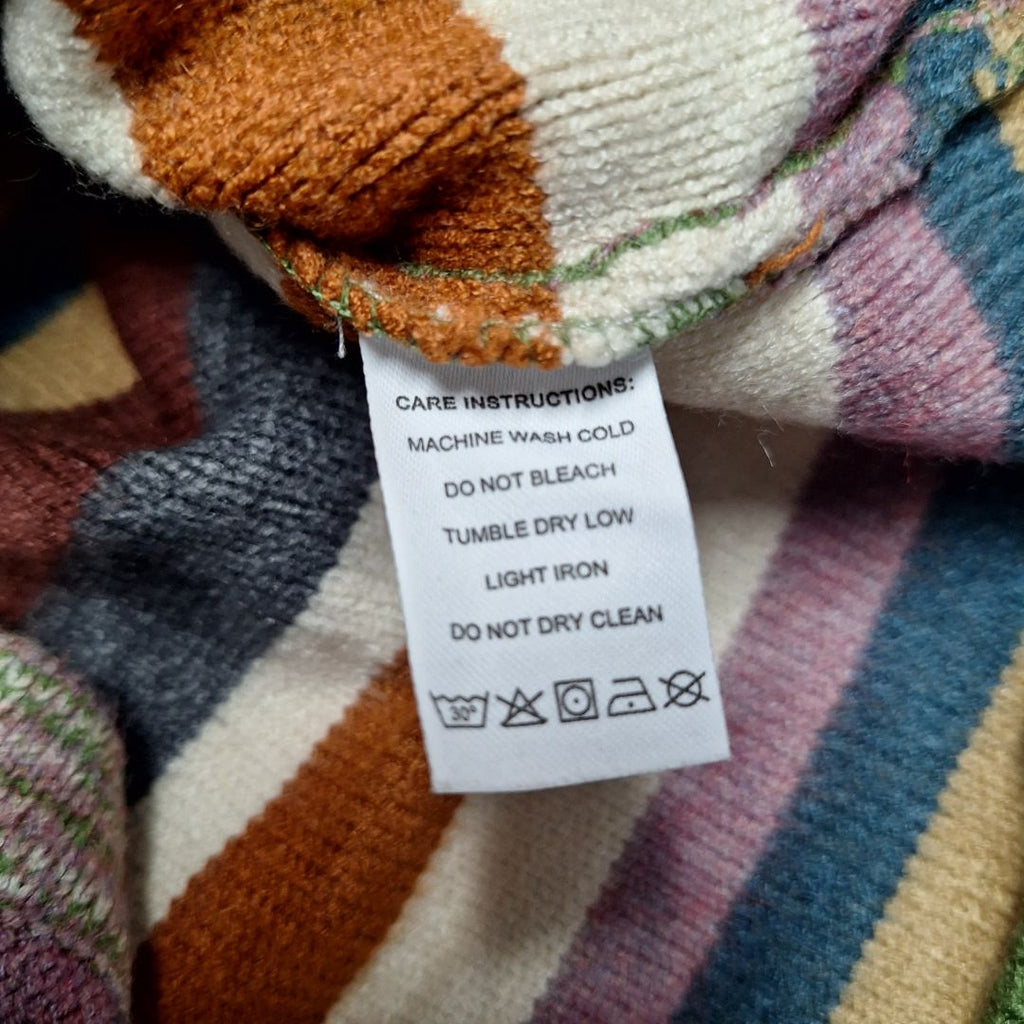 CARE INSTRUCTIONS:
MACHINE WASH COLD
DO NOT BLEACH
TUMBLE DRY LOW
LIGHT IRON
DO NOT DRY CLEAN
30°